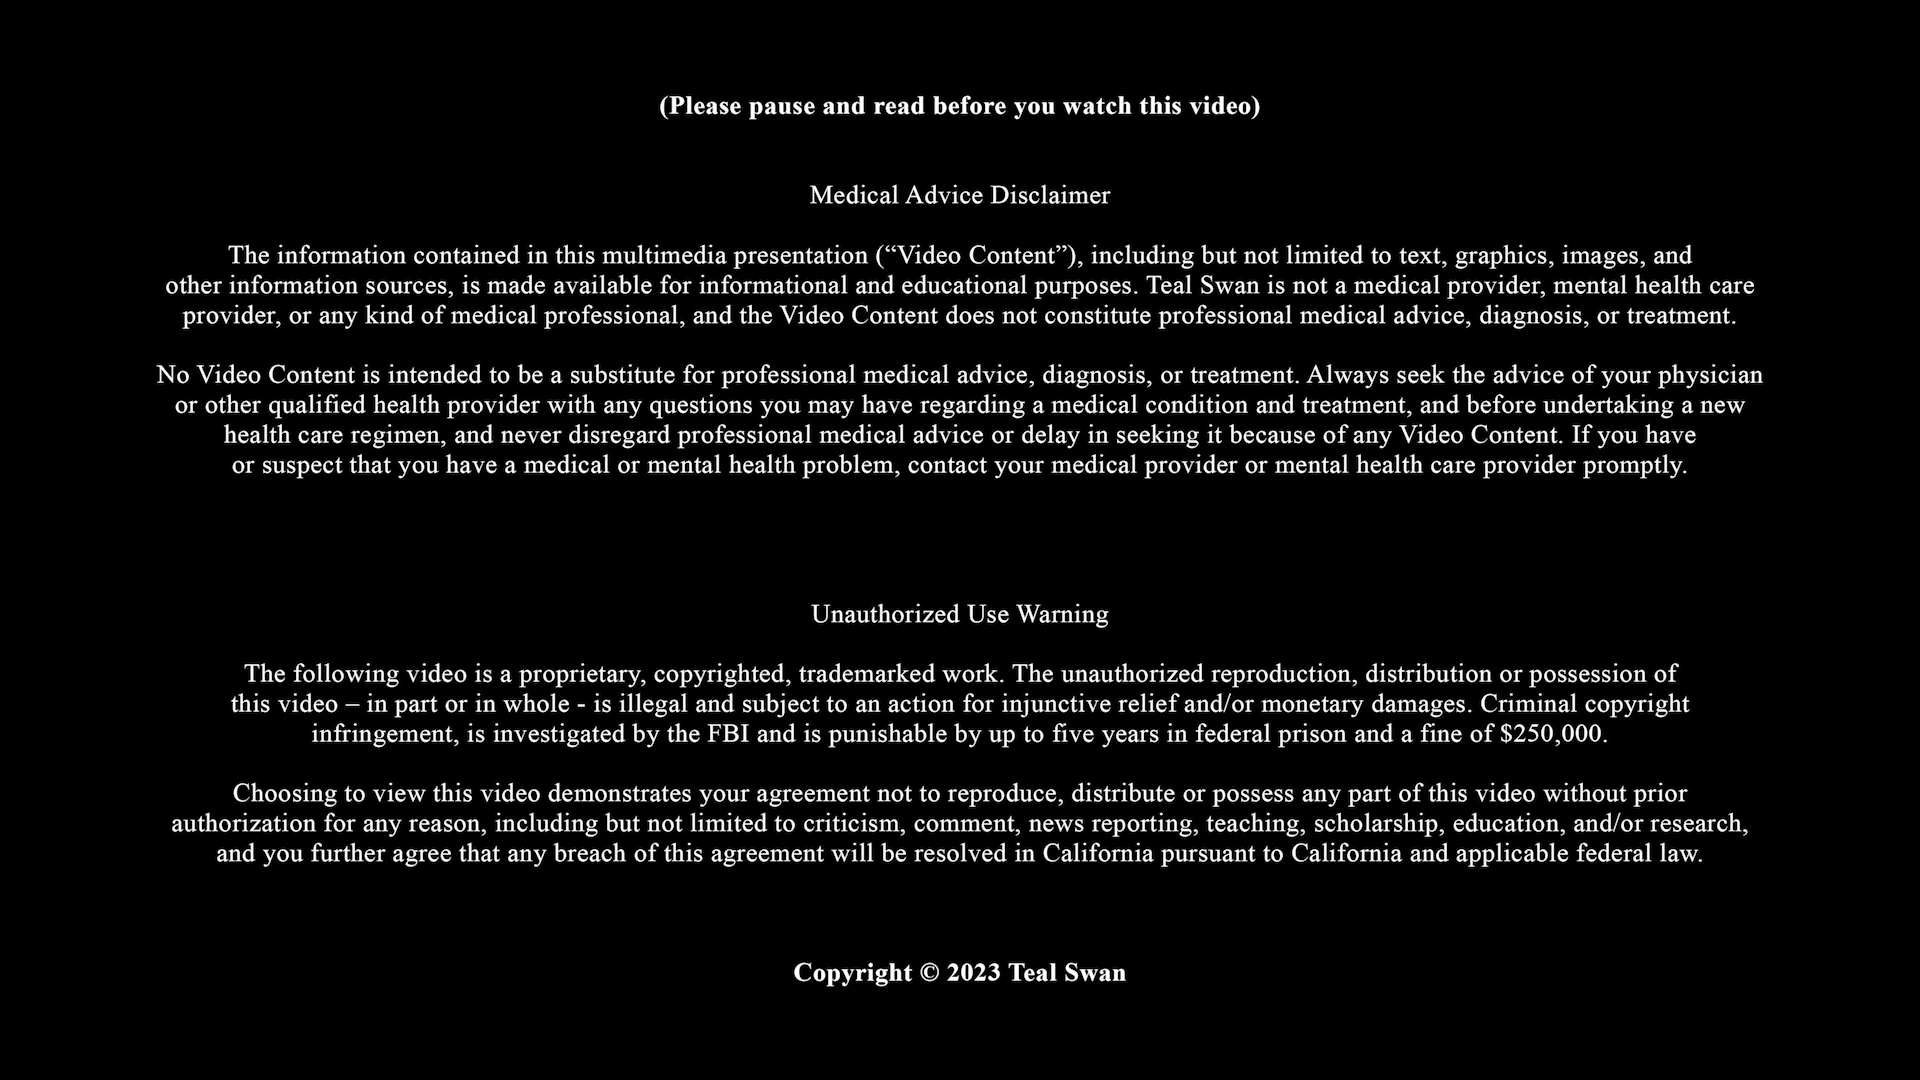 (Please pause and read before you watch this video)
Medical Advice Disclaimer
The information contained in this multimedia presentation (“Video Content”), including but not limited to text, graphics, images, and
other information sources, is made available for informational and educational purposes. Teal Swan is not a medical provider, mental health care
provider, or any kind of medical professional, and the Video Content does not constitute professional medical advice, diagnosis, or treatment.
No Video Content is intended to be a substitute for professional medical advice, diagnosis, or treatment. Always seek the advice of your physician
or other qualified health provider with any questions you may have regarding a medical condition and treatment, and before undertaking a new
health care regimen, and never disregard professional medical advice or delay in seeking it because of any Video Content. If you have
or suspect that you have a medical or mental health problem, contact your medical provider or mental health care provider promptly.
Unauthorized Use Warning
The following video is a proprietary, copyrighted, trademarked work. The unauthorized reproduction, distribution or possession of
this video – in part or in whole - is illegal and subject to an action for injunctive relief and/or monetary damages. Criminal copyright
infringement, is investigated by the FBI and is punishable by up to five years in federal prison and a fine of $250,000.
Choosing to view this video demonstrates your agreement not to reproduce, distribute or possess any part of this video without prior
authorization for any reason, including but not limited to criticism, comment, news reporting, teaching, scholarship, education, and/or research,
and you further agree that any breach of this agreement will be resolved in California pursuant to California and applicable federal law.
Copyright © 2023 Teal Swan